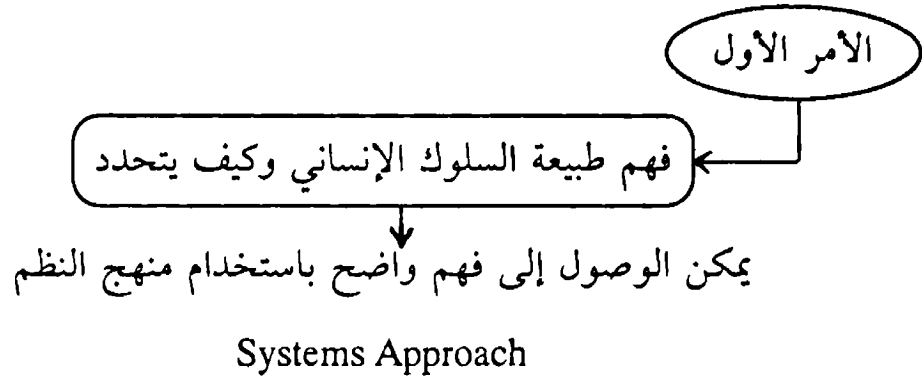 الأمر الأول
فهم طبيعة السلوك الإنساني وكيف يتحدد
يمكن الوصول إلى فهم واضح باستخدام منهج النظم
Systems Approach